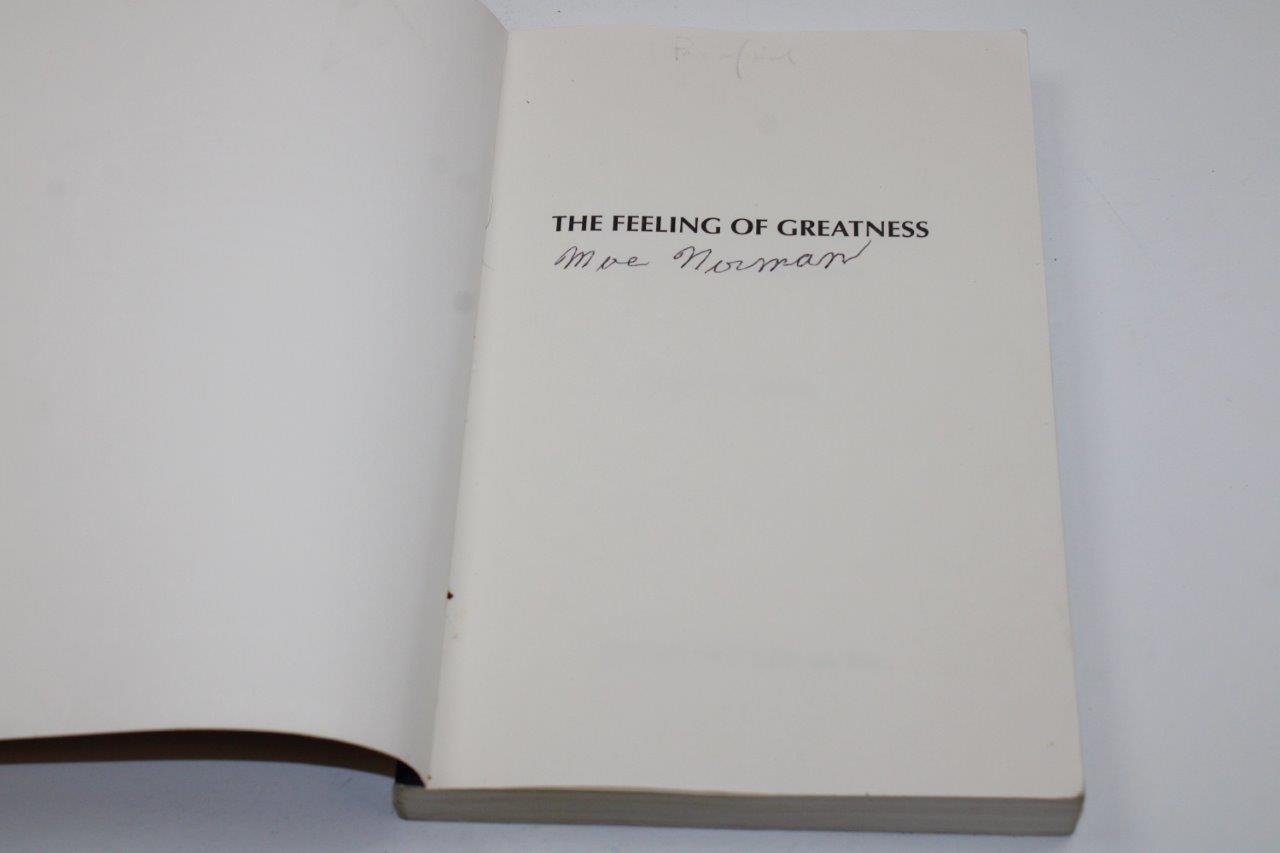 THE FEELING OF GREATNESS
Moe Norman